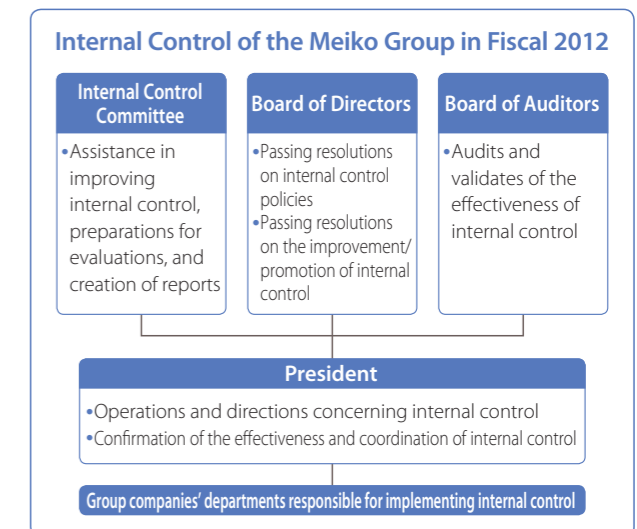 Internal Control of the Meiko Group in Fiscal 2012
Internal Control
Committee
•Assistance in
improving
internal control,
preparations for
evaluations, and
creation of reports
Board of Directors
•Passing resolutions
on internal control
policies
•Passing resolutions
on the improvement/
promotion of internal
control
Board of Auditors
•Audits and
validates of the
effectiveness of
internal control
President
•Operations and directions concerning internal control
•Confirmation of the effectiveness and coordination of internal control
Group companies’ departments responsible for implementing internal control